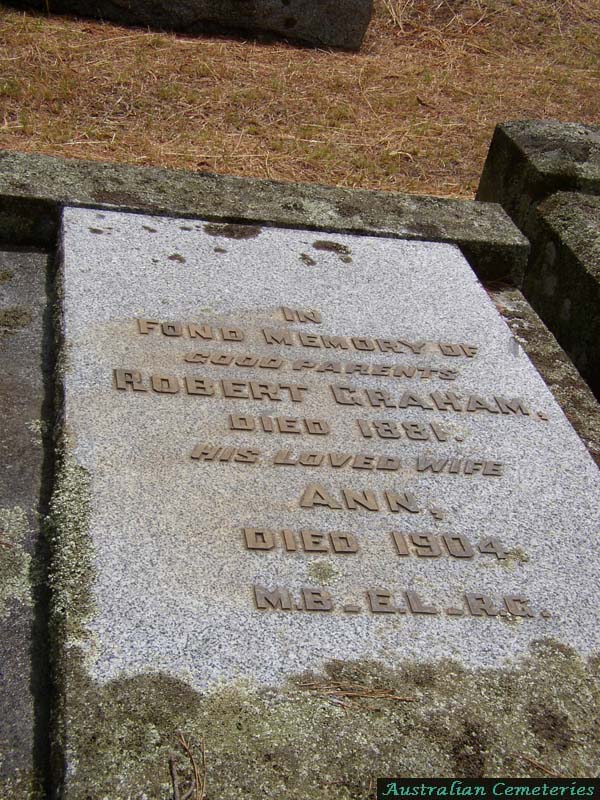 IN
FOND MEMORY OF
GOOD PARENTS
ROBERT GRAHAM,
DIED 1881.
HIS LOVED WIFE
ANN,
DIED 1904.
M.B._E.L._R.G.
Australian Cemeteries